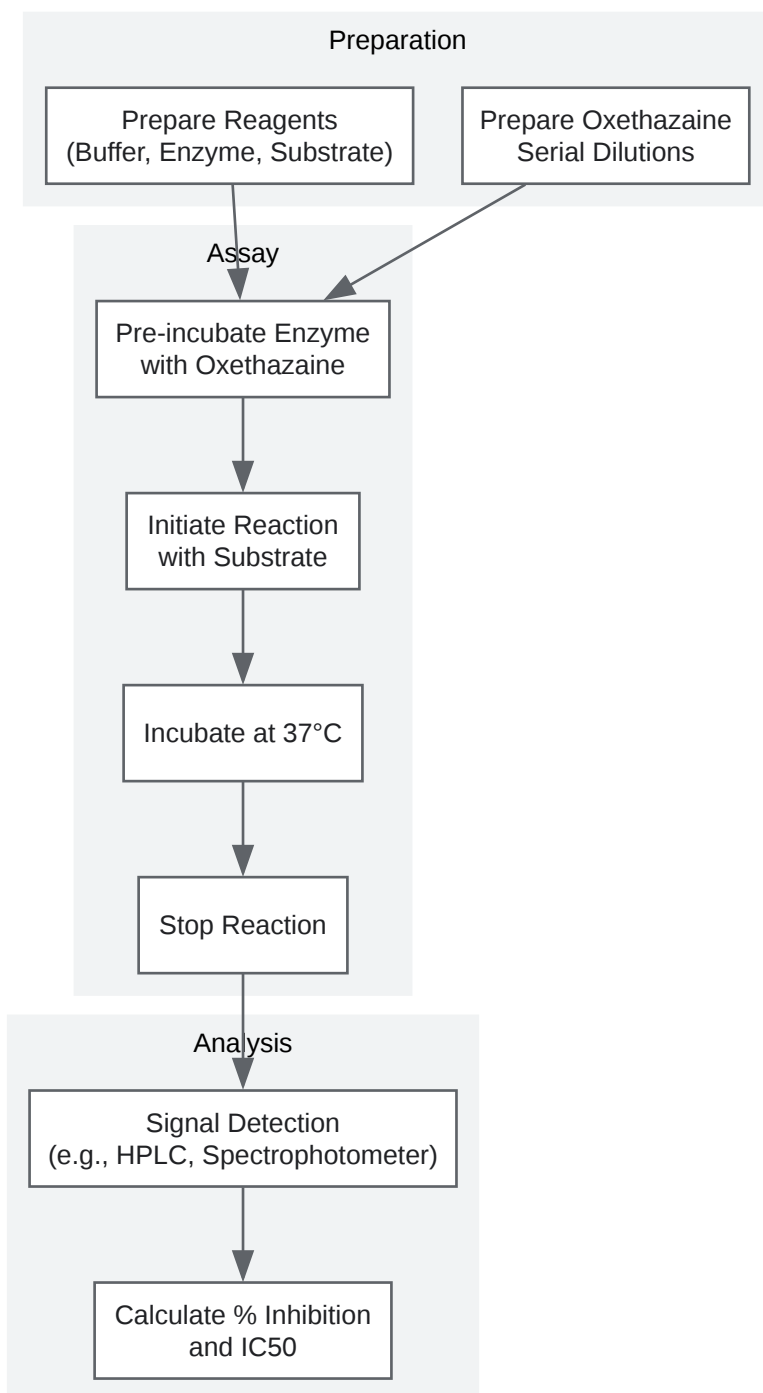 Preparation
Prepare Reagents
(Buffer, Enzyme, Substrate)
Prepare Oxethazaine
Serial Dilutions
Assay
Pre-incubate Enzyme
with Oxethazaine
Initiate Reaction
with Substrate
Incubate at 37°C
Stop Reaction
Analysis
Signal Detection
(e.g., HPLC, Spectrophotometer)
Calculate % Inhibition
and IC50